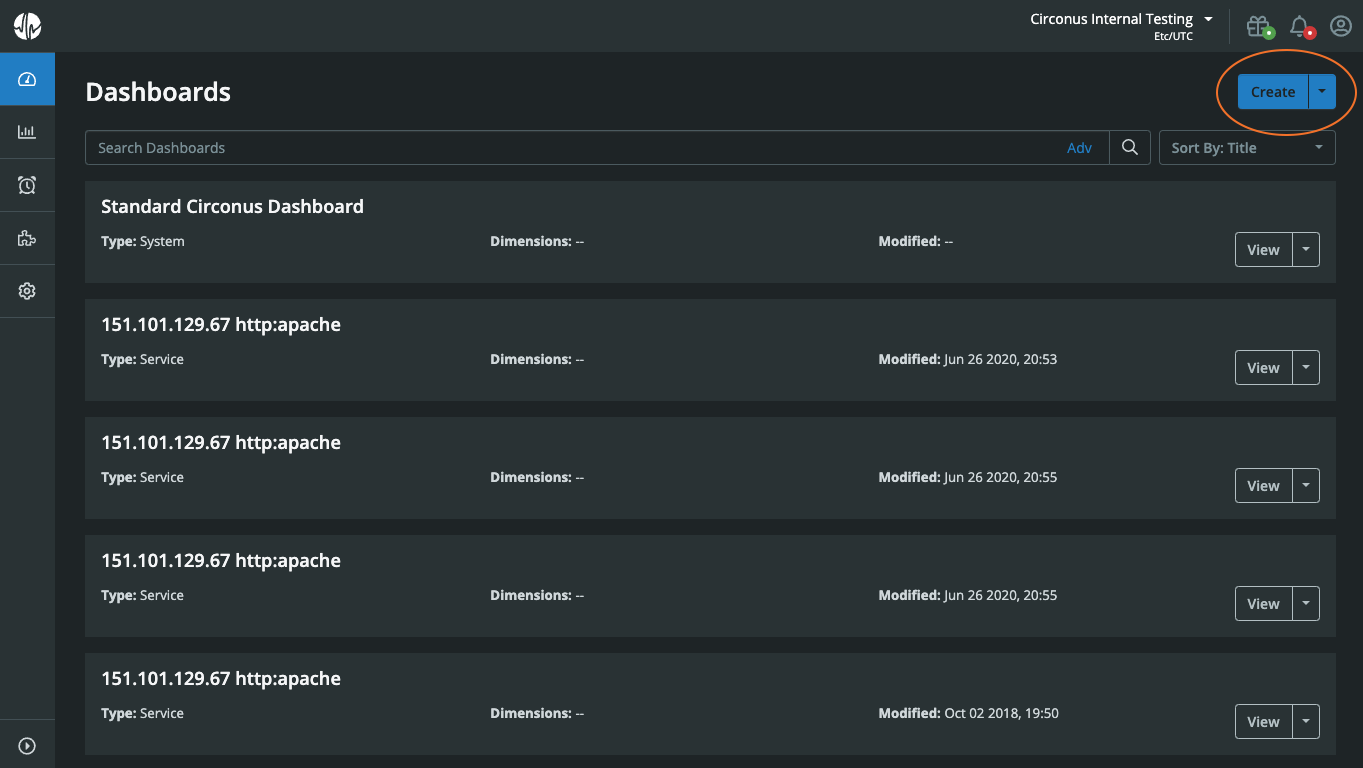 Circonus Internal Testing
Etc/UTC
Dashboards
Create
Search Dashboards Adv
Sort By: Title
Standard Circonus Dashboard
Type: System Dimensions: -- Modified: --
View
151.101.129.67 http:apache
Type: Service Dimensions: -- Modified: Jun 26 2020, 20:53
View
151.101.129.67 http:apache
Type: Service Dimensions: -- Modified: Jun 26 2020, 20:55
View
151.101.129.67 http:apache
Type: Service Dimensions: -- Modified: Jun 26 2020, 20:55
View
151.101.129.67 http:apache
Type: Service Dimensions: -- Modified: Oct 02 2018, 19:50
View